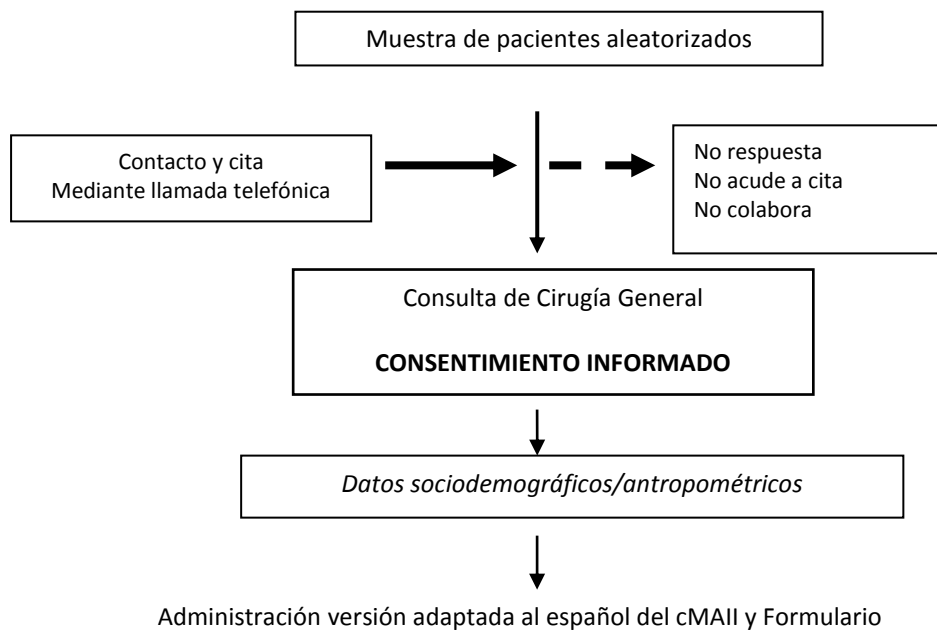 Muestra de pacientes aleatorizados
Contacto y cita
Mediante llamada telefónica
No respuesta
No acude a cita
No colabora
Consulta de Cirugía General
CONSENTIMIENTO INFORMADO
Datos sociodemográficos/antropométricos
Administración versión adaptada al español del cMAII y Formulario